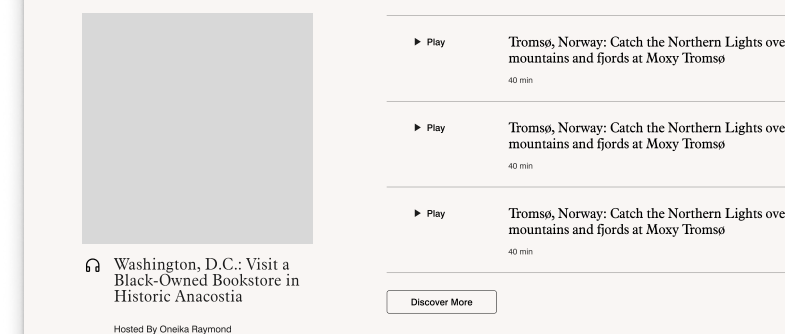 Washington, D.C.: Visit a
Black-Owned Bookstore in
Historic Anacostia
Hosted By Oneika Raymond
Play
Tromsø, Norway: Catch the Northern Lights ove
mountains and fjords at Moxy Tromsø
40 min
Play
Tromsø, Norway: Catch the Northern Lights ove
mountains and fjords at Moxy Tromsø
40 min
Play
Tromsø, Norway: Catch the Northern Lights ove
mountains and fjords at Moxy Tromsø
40 min
Discover More